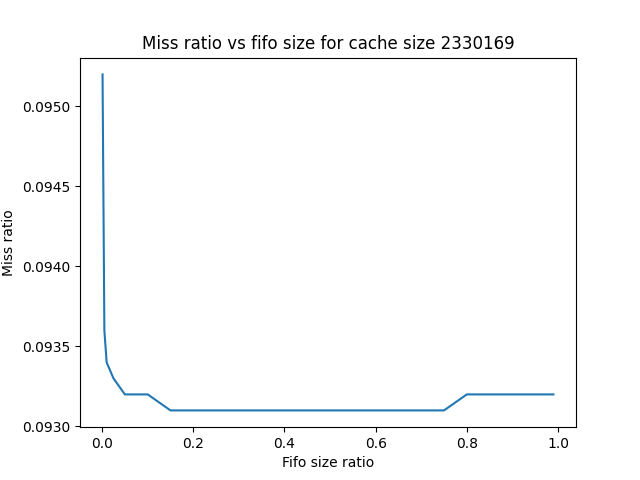 Miss ratio vs fifo size for cache size 2330169
0.0950
0.0945
0.0940
0.0935
0.0930
Miss ratio
0.0 0.2 0.4 0.6 0.8 1.0
Fifo size ratio